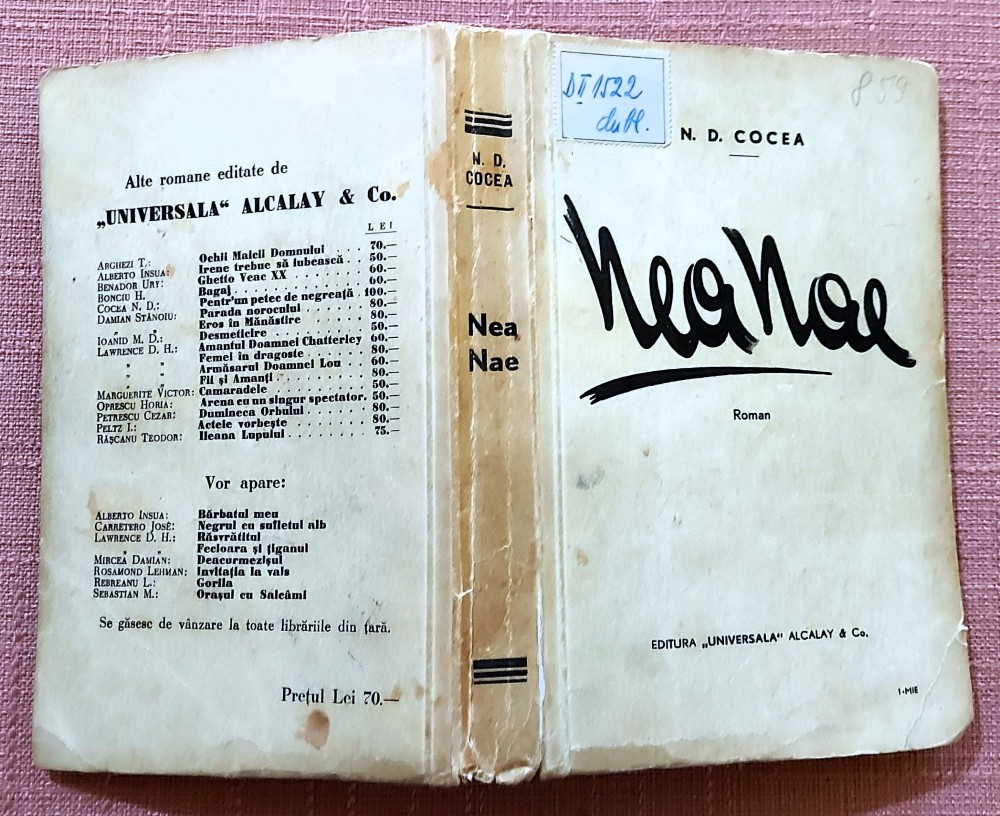 Alte romane editate de
„UNIVERSALA“ ALCALAY & Co.
LEI
ARGHEZI T.: Ochii Maicii Domnului . . . 70.—
ALBERTO INSUA: Irene trebue să iubească . . 50.—
BENADOR URY: Ghetto Veac XX . . . . . . . 60.—
BONCIU H. Bagaj . . . . . . . . . . . 60.—
COCEA N. D.: Pentr'un petec de negreață . 100.—
DAMIAN STĂNOIU: Parada norocului . . . . . . 80.—
„ „ Eros în Mănăstire . . . . . 80.—
IOANID M. D.: Desmeticire . . . . . . . . 50.—
LAWRENCE D. H.: Amantul Doamnei Chatterley 60.—
„ „ Femei în dragoste . . . . . 80.—
„ „ Armăsarul Doamnei Lou . . 60.—
„ „ Fii și Amanți . . . . . . . . 80.—
MARGUERITE VICTOR: Camaradele . . . . . . . . 50.—
OPRESCU HORIA: Arena cu un singur spectator. 50.—
PETRESCU CEZAR: Dumineca Orbului . . . . . 80.—
PELTZ I.: Actele vorbește . . . . . . . 80.—
RĂȘCANU TEODOR: Ileana Lupului . . . . . . . 75.—
Vor apare:
ALBERTO INSUA: Bărbatul meu
CARRETERO JOSÉ: Negrul cu sufletul alb
LAWRENCE D. H.: Răsvrătitul
„ „ Fecioara și țiganul
MIRCEA DAMIAN: Deacurmezișul
ROSAMOND LEHMAN: Invitația la vals
REBREANU L.: Gorila
SEBASTIAN M.: Orașul cu Salcâmi
Se găsesc de vânzare la toate librăriile din țară.
Prețul Lei 70.—
N. D.
COCEA
Nea
Nae
DII 1522
dubl.
859
N. D. COCEA
Nea Nae
Roman
EDITURA „UNIVERSALA“ ALCALAY & Co.
1-MIE